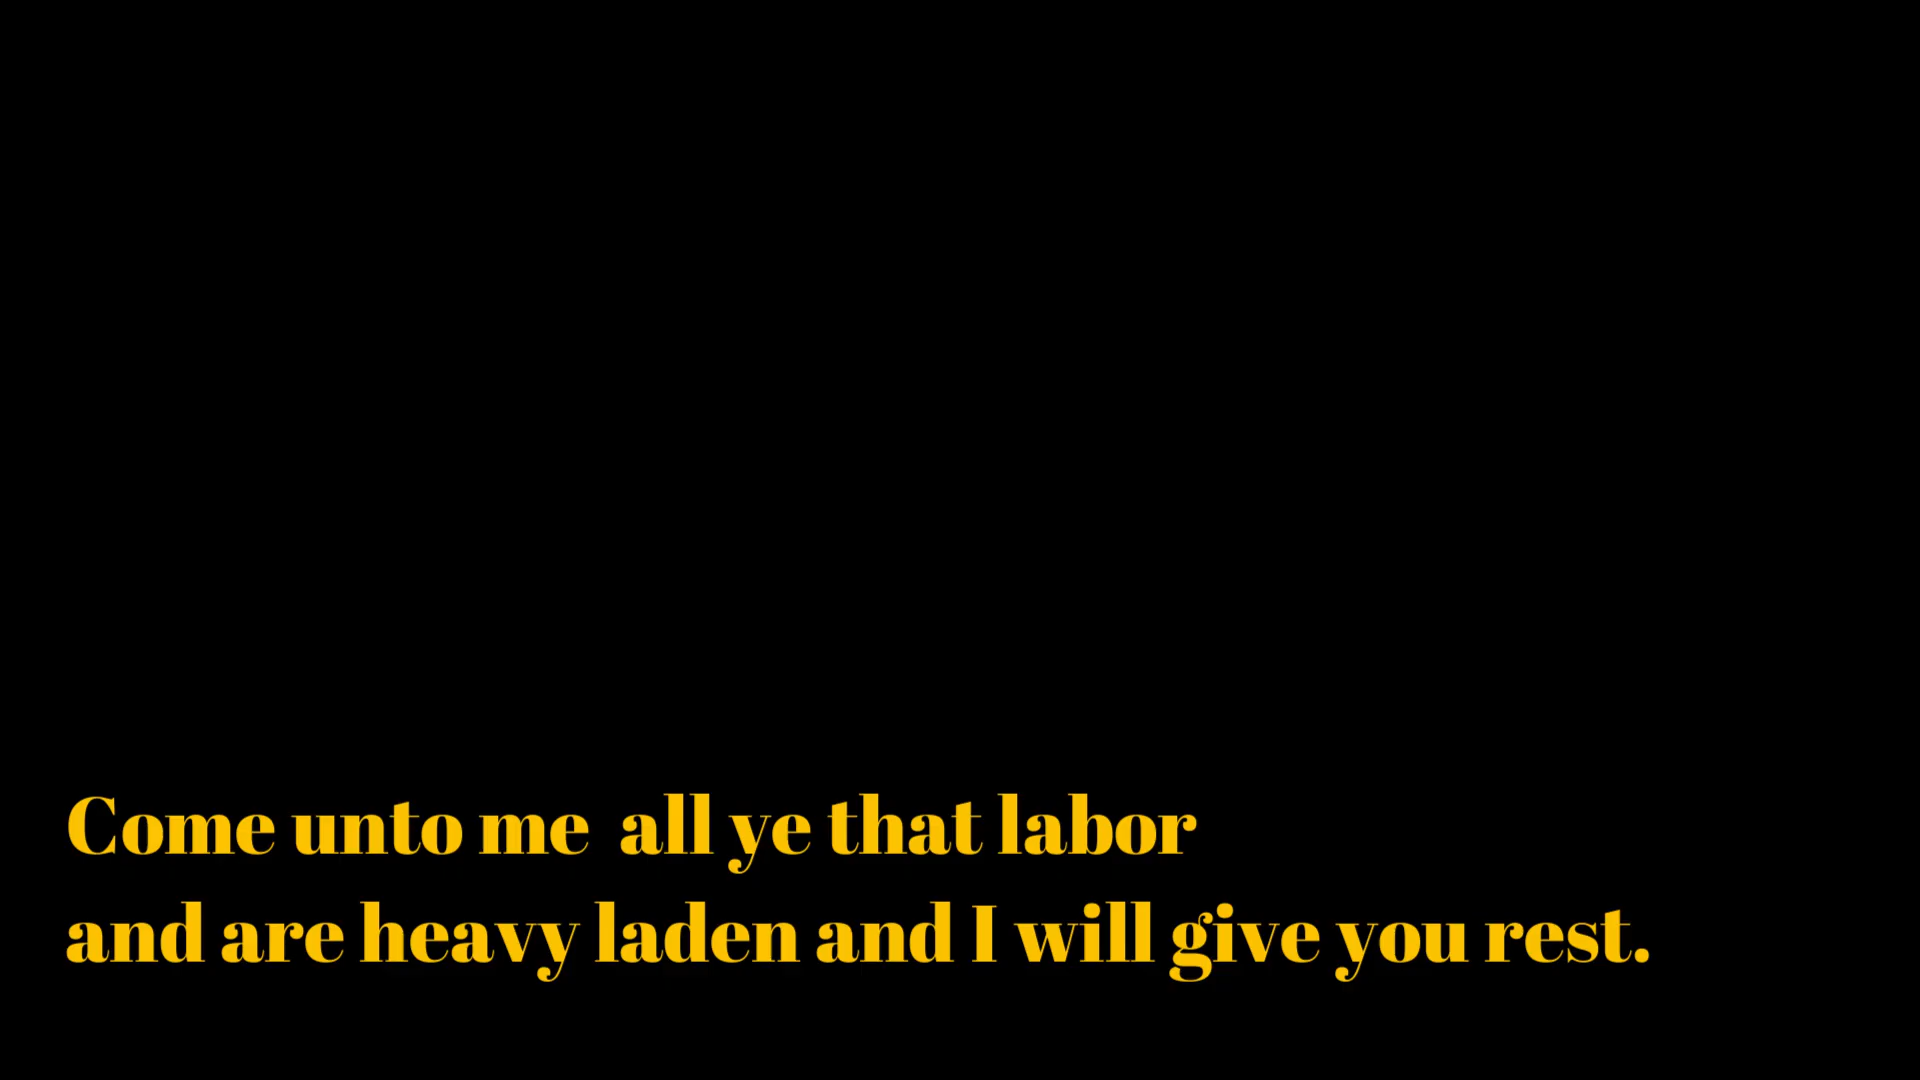 Come unto me  all ye that labor
and are heavy laden and I will give you rest.